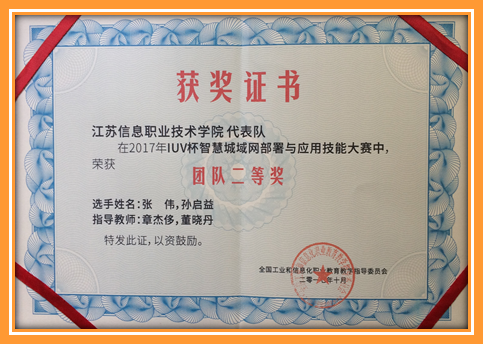 获奖证书
江苏信息职业技术学院 代表队
在2017年IUV杯智慧城域网部署与应用技能大赛中，
荣获
团队二等奖
选手姓名：张　伟，孙启益
指导教师：章杰侈，董晓丹
特发此证，以资鼓励。
全国工业和信息化职业教育教学指导委员会
二零一七年十月